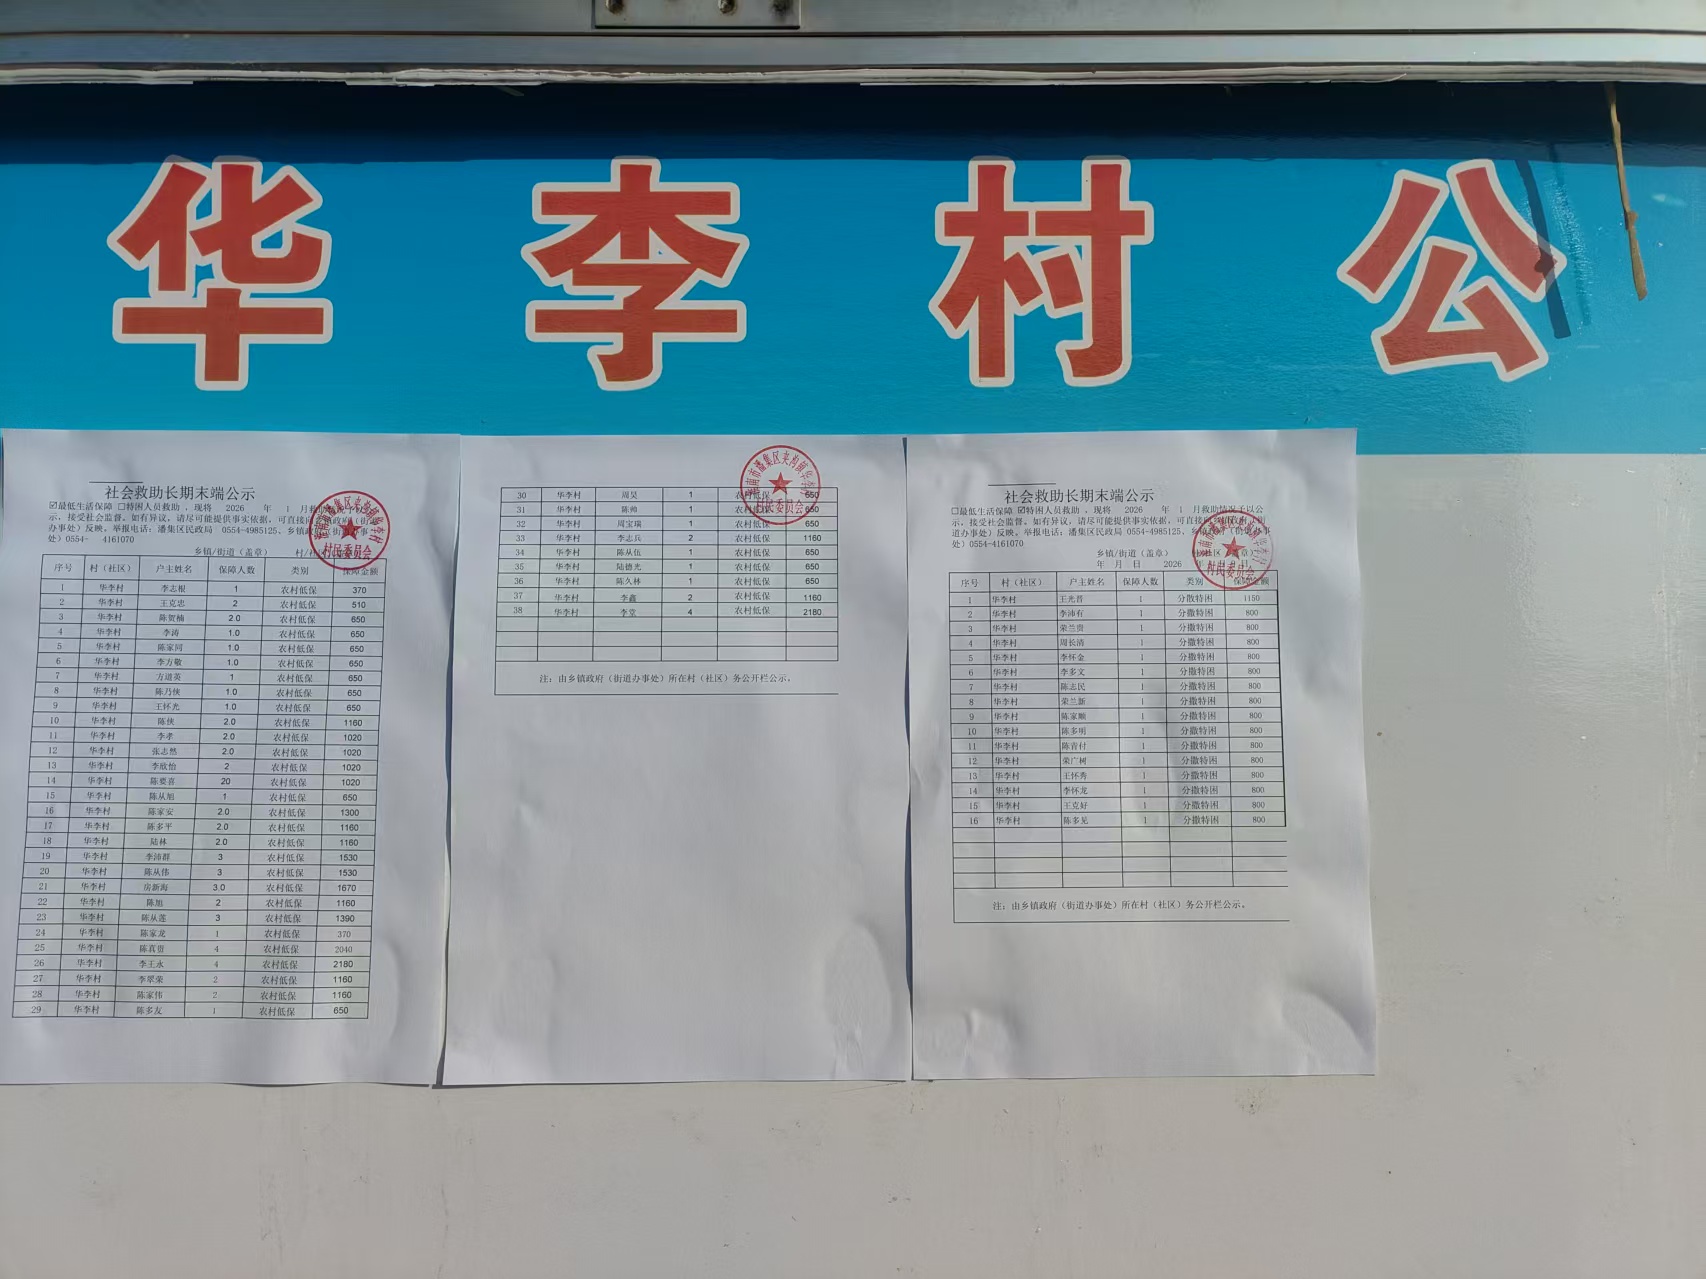 华李村公
社会救助长期末端公示
☑最低生活保障 ☐特困人员救助 ，现将 2026 年 1 月救助
示，接受社会监督。如有异议，请尽可能提供事实依据，可直接
办事处）反映。举报电话：潘集区民政局 0554-4985125、乡镇
处）0554- 4161070
乡镇/街道（盖章） 村/
序号 村（社区） 户主姓名 保障人数 类别 保障金额
1 华李村 李志根 1 农村低保 370
2 华李村 王克忠 2 农村低保 510
3 华李村 陈贺楠 2.0 农村低保 650
4 华李村 李涛 1.0 农村低保 650
5 华李村 陈家同 1.0 农村低保 650
6 华李村 李方敬 1.0 农村低保 650
7 华李村 方道英 1 农村低保 650
8 华李村 陈乃侠 1.0 农村低保 650
9 华李村 王怀光 1.0 农村低保 650
10 华李村 陈侠 2.0 农村低保 1160
11 华李村 李孝 2.0 农村低保 1020
12 华李村 张志然 2.0 农村低保 1020
13 华李村 李欣怡 2 农村低保 1020
14 华李村 陈要喜 20 农村低保 1020
15 华李村 陈从旭 1 农村低保 650
16 华李村 陈家安 2.0 农村低保 1300
17 华李村 陈多平 2.0 农村低保 1160
18 华李村 陆林 2.0 农村低保 1160
19 华李村 李沛群 3 农村低保 1530
20 华李村 陈从伟 3 农村低保 1530
21 华李村 房新海 3.0 农村低保 1670
22 华李村 陈旭 2 农村低保 1160
23 华李村 陈从莲 3 农村低保 1390
24 华李村 陈家龙 1 农村低保 370
25 华李村 陈真贵 4 农村低保 2040
26 华李村 李王永 4 农村低保 2180
27 华李村 李翠荣 2 农村低保 1160
28 华李村 陈家伟 2 农村低保 1160
29 华李村 陈多友 1 农村低保 650
村民委员会
30 华李村 周昊 1 农村低保 650
31 华李村 陈帅 1 农村低保 650
32 华李村 周宝瑞 1 农村低保 650
33 华李村 李志兵 2 农村低保 1160
34 华李村 陈从伍 1 农村低保 650
35 华李村 陆德光 1 农村低保 650
36 华李村 陈久林 1 农村低保 650
37 华李村 李鑫 2 农村低保 1160
38 华李村 李堂 4 农村低保 2180
注：由乡镇政府（街道办事处）所在村（社区）务公开栏公示。
村民委员会
社会救助长期末端公示
☐最低生活保障 ☑特困人员救助 ，现将 2026 年 1 月救助情况予以公
示，接受社会监督。如有异议，请尽可能提供事实依据，可直接向乡镇政府（街
道办事处）反映。举报电话：潘集区民政局 0554-4985125、乡镇政府（街道办事
处）0554-4161070
乡镇/街道（盖章）
年 月 日 2026
序号 村（社区） 户主姓名 保障人数 类别 保障金额
1 华李村 王光普 1 分散特困 1150
2 华李村 李沛有 1 分撒特困 800
3 华李村 荣兰贵 1 分撒特困 800
4 华李村 周长清 1 分撒特困 800
5 华李村 李怀金 1 分撒特困 800
6 华李村 李多文 1 分撒特困 800
7 华李村 陈志民 1 分撒特困 800
8 华李村 荣兰新 1 分撒特困 800
9 华李村 陈家顺 1 分撒特困 800
10 华李村 陈多明 1 分撒特困 800
11 华李村 陈青付 1 分撒特困 800
12 华李村 荣广树 1 分撒特困 800
13 华李村 王怀秀 1 分撒特困 800
14 华李村 李怀龙 1 分撒特困 800
15 华李村 王克好 1 分撒特困 800
16 华李村 陈多见 1 分撒特困 800
注：由乡镇政府（街道办事处）所在村（社区）务公开栏公示。
村民委员会